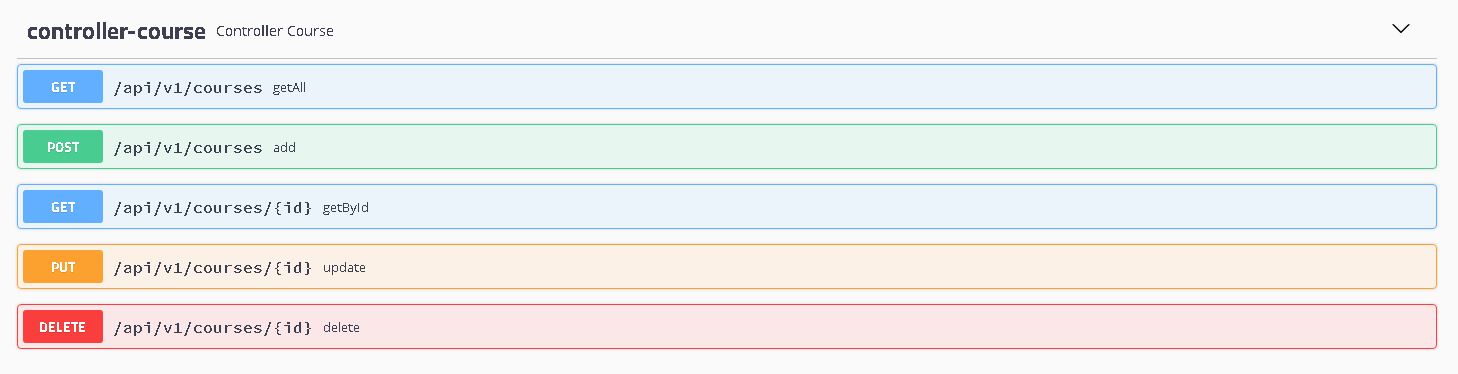 controller-course Controller Course
GET /api/v1/courses getAll
POST /api/v1/courses add
GET /api/v1/courses/{id} getById
PUT /api/v1/courses/{id} update
DELETE /api/v1/courses/{id} delete